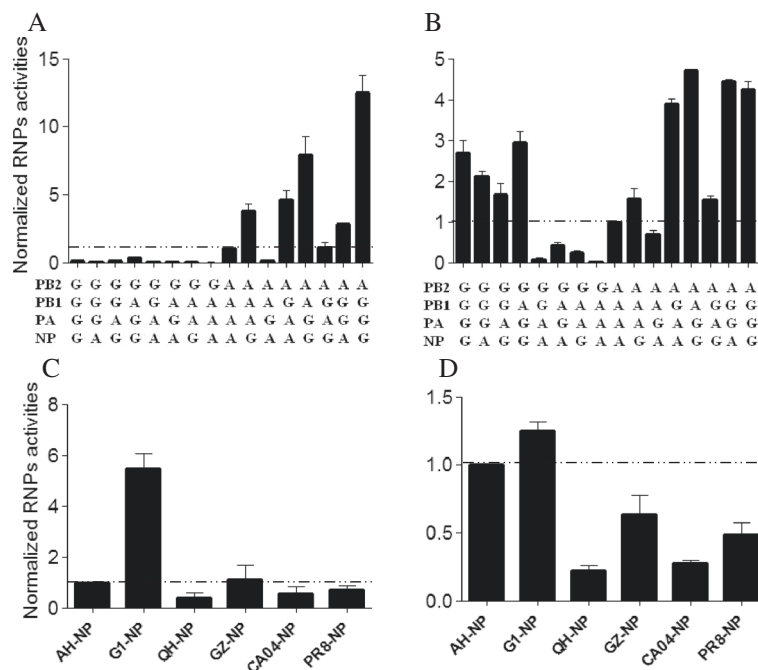 A
Normalized RNPs activities
15
10
5
0
PB2 G G G G G G G G A A A A A A A A
PB1 G G G A G A A A A A A G A G G G
PA G G A G A G A A A A G A G A G G
NP G A G G A A G A A G A A G G A G
B
5
4
3
2
1
0
PB2 G G G G G G G G A A A A A A A A
PB1 G G G A G A A A A A A G A G G G
PA G G A G A G A A A A G A G A G G
NP G A G G A A G A A G A A G G A G
C
Normalized RNPs activities
8
6
4
2
0
AH-NP
G1-NP
QH-NP
GZ-NP
CA04-NP
PR8-NP
D
1.5
1.0
0.5
0.0
AH-NP
G1-NP
QH-NP
GZ-NP
CA04-NP
PR8-NP